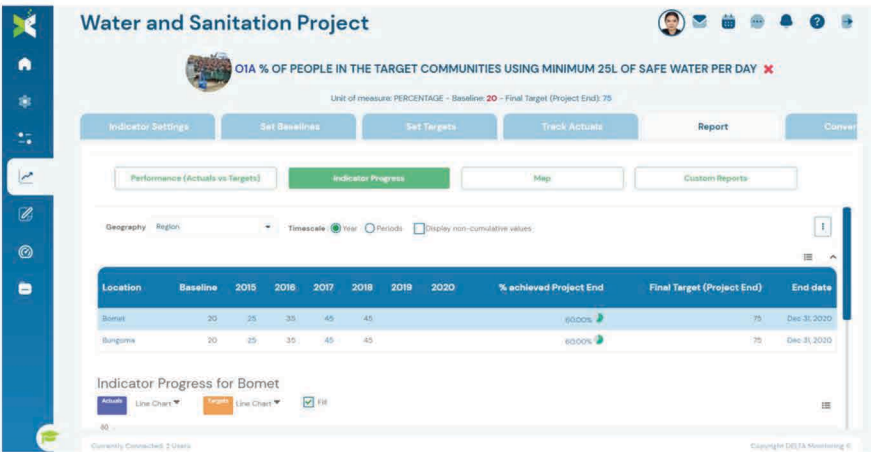 Water and Sanitation Project
O1A % OF PEOPLE IN THE TARGET COMMUNITIES USING MINIMUM 25L OF SAFE WATER PER DAY
Unit of measure: PERCENTAGE - Baseline: 20 - Final Target (Project End): 75
Indicator Settings Set Baselines Set Targets Track Actuals Report Conver
Performance (Actuals vs Targets) Indicator Progress Map Custom Reports
Geography Region Timescale Year Periods Display non-cumulative values
Location Baseline 2015 2016 2017 2018 2019 2020 % achieved Project End Final Target (Project End) End date
Bomet 20 25 35 45 45 60.00% 75 Dec 31, 2020
Bungoma 20 25 35 45 45 60.00% 75 Dec 31, 2020
Indicator Progress for Bomet
Actuals Line Chart Targets Line Chart Fill
80
Currently Connected: 2 Users Copyright DELTA Monitoring ©